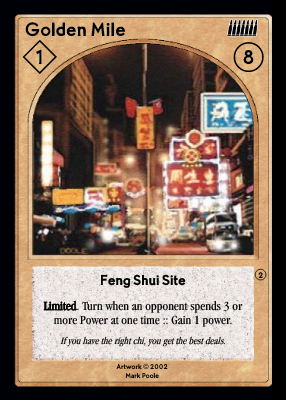 Golden Mile
1
8
POOLE
Feng Shui Site
2
Limited. Turn when an opponent spends 3 or
more Power at one time :: Gain 1 power.
If you have the right chi, you get the best deals.
Artwork © 2002
Mark Poole